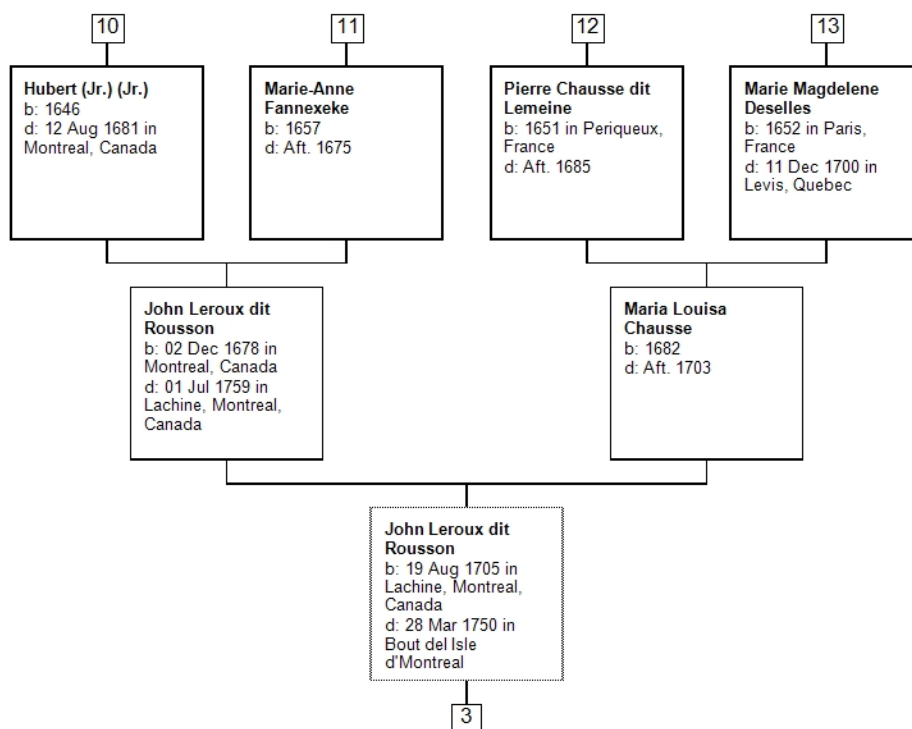 10
11
12
13
Hubert (Jr.) (Jr.)
b: 1646
d: 12 Aug 1681 in
Montreal, Canada
Marie-Anne
Fannexeke
b: 1657
d: Aft. 1675
Pierre Chausse dit
Lemeine
b: 1651 in Periqueux,
France
d: Aft. 1685
Marie Magdelene
Deselles
b: 1652 in Paris,
France
d: 11 Dec 1700 in
Levis, Quebec
John Leroux dit
Rousson
b: 02 Dec 1678 in
Montreal, Canada
d: 01 Jul 1759 in
Lachine, Montreal,
Canada
Maria Louisa
Chausse
b: 1682
d: Aft. 1703
John Leroux dit
Rousson
b: 19 Aug 1705 in
Lachine, Montreal,
Canada
d: 28 Mar 1750 in
Bout del Isle
d'Montreal
3